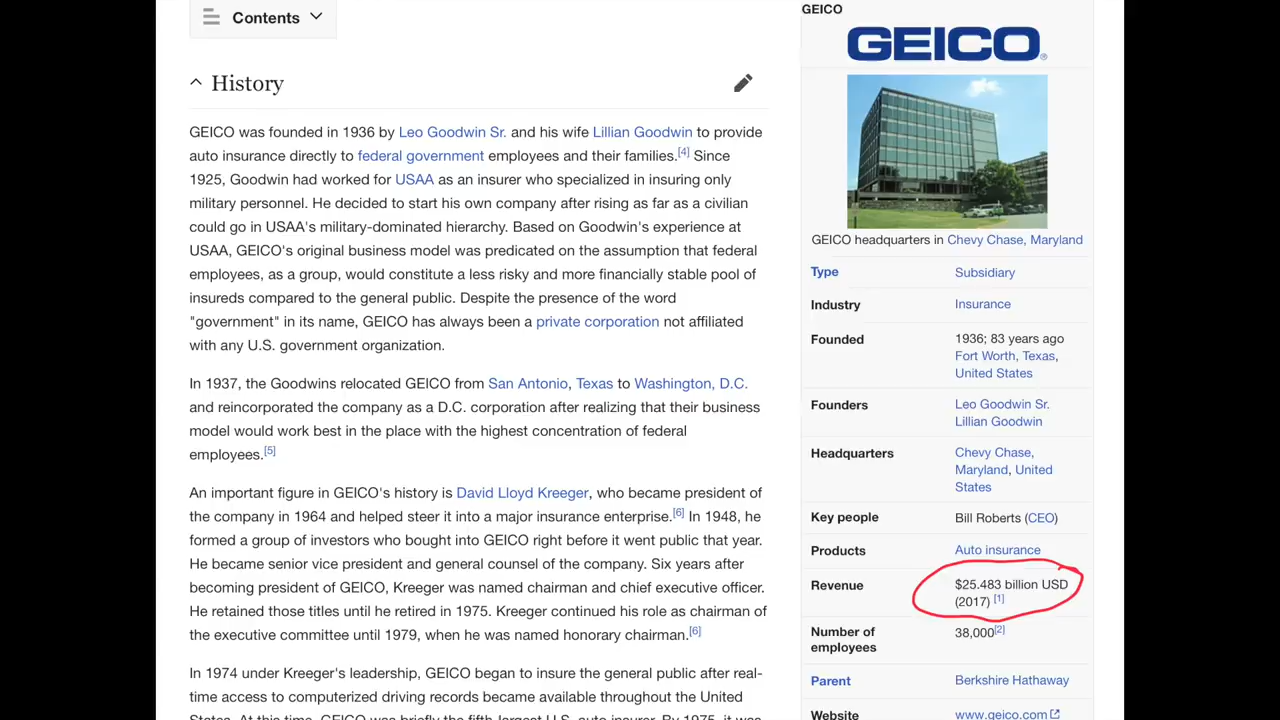 Contents
History
GEICO was founded in 1936 by Leo Goodwin Sr. and his wife Lillian Goodwin to provide
auto insurance directly to federal government employees and their families.[4] Since
1925, Goodwin had worked for USAA as an insurer who specialized in insuring only
military personnel. He decided to start his own company after rising as far as a civilian
could go in USAA's military-dominated hierarchy. Based on Goodwin's experience at
USAA, GEICO's original business model was predicated on the assumption that federal
employees, as a group, would constitute a less risky and more financially stable pool of
insureds compared to the general public. Despite the presence of the word
"government" in its name, GEICO has always been a private corporation not affiliated
with any U.S. government organization.
In 1937, the Goodwins relocated GEICO from San Antonio, Texas to Washington, D.C.
and reincorporated the company as a D.C. corporation after realizing that their business
model would work best in the place with the highest concentration of federal
employees.[5]
An important figure in GEICO's history is David Lloyd Kreeger, who became president of
the company in 1964 and helped steer it into a major insurance enterprise.[6] In 1948, he
formed a group of investors who bought into GEICO right before it went public that year.
He became senior vice president and general counsel of the company. Six years after
becoming president of GEICO, Kreeger was named chairman and chief executive officer.
He retained those titles until he retired in 1975. Kreeger continued his role as chairman of
the executive committee until 1979, when he was named honorary chairman.[6]
In 1974 under Kreeger's leadership, GEICO began to insure the general public after real-
time access to computerized driving records became available throughout the United
States. At this time, GEICO was briefly the fifth-largest U.S. auto insurer. By 1975, it was
GEICO
GEICO®
GEICO headquarters in Chevy Chase, Maryland
Type Subsidiary
Industry Insurance
Founded 1936; 83 years ago
Fort Worth, Texas,
United States
Founders Leo Goodwin Sr.
Lillian Goodwin
Headquarters Chevy Chase,
Maryland, United
States
Key people Bill Roberts (CEO)
Products Auto insurance
Revenue $25.483 billion USD
(2017) [1]
Number of 38,000[2]
employees
Parent Berkshire Hathaway
Website www.geico.com